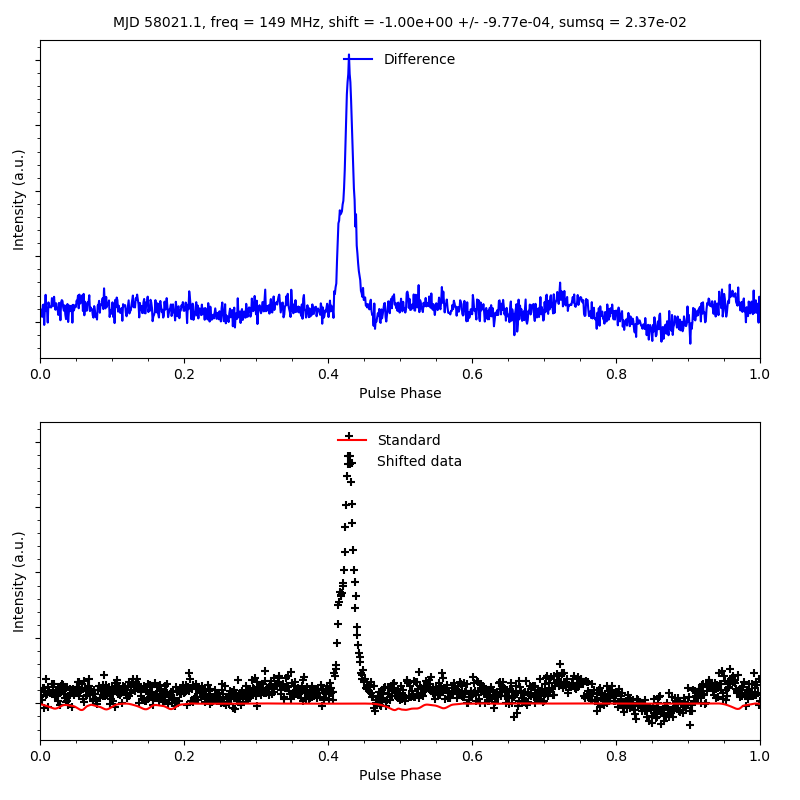 MJD 58021.1, freq = 149 MHz, shift = -1.00e+00 +/- -9.77e-04, sumsq = 2.37e-02
Difference
Intensity (a.u.)
0.0 0.2 0.4 0.6 0.8 1.0
Pulse Phase
Standard
Shifted data
Intensity (a.u.)
0.0 0.2 0.4 0.6 0.8 1.0
Pulse Phase